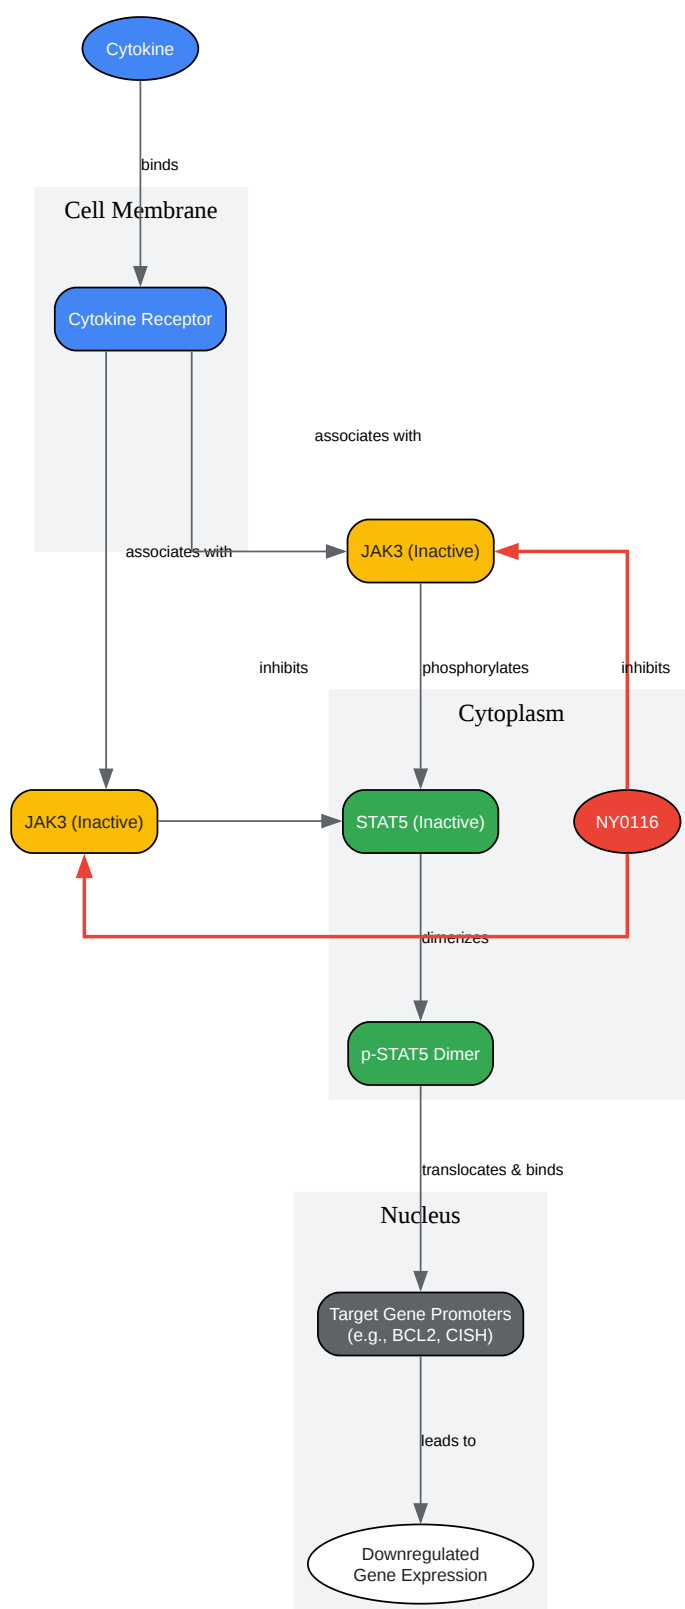 Cytokine
binds
Cell Membrane
Cytokine Receptor
associates with
associates with
JAK3 (Inactive)
inhibits
phosphorylates
inhibits
Cytoplasm
JAK3 (Inactive)
STAT5 (Inactive)
NY0116
dimerizes
p-STAT5 Dimer
translocates & binds
Nucleus
Target Gene Promoters
(e.g., BCL2, CISH)
leads to
Downregulated
Gene Expression